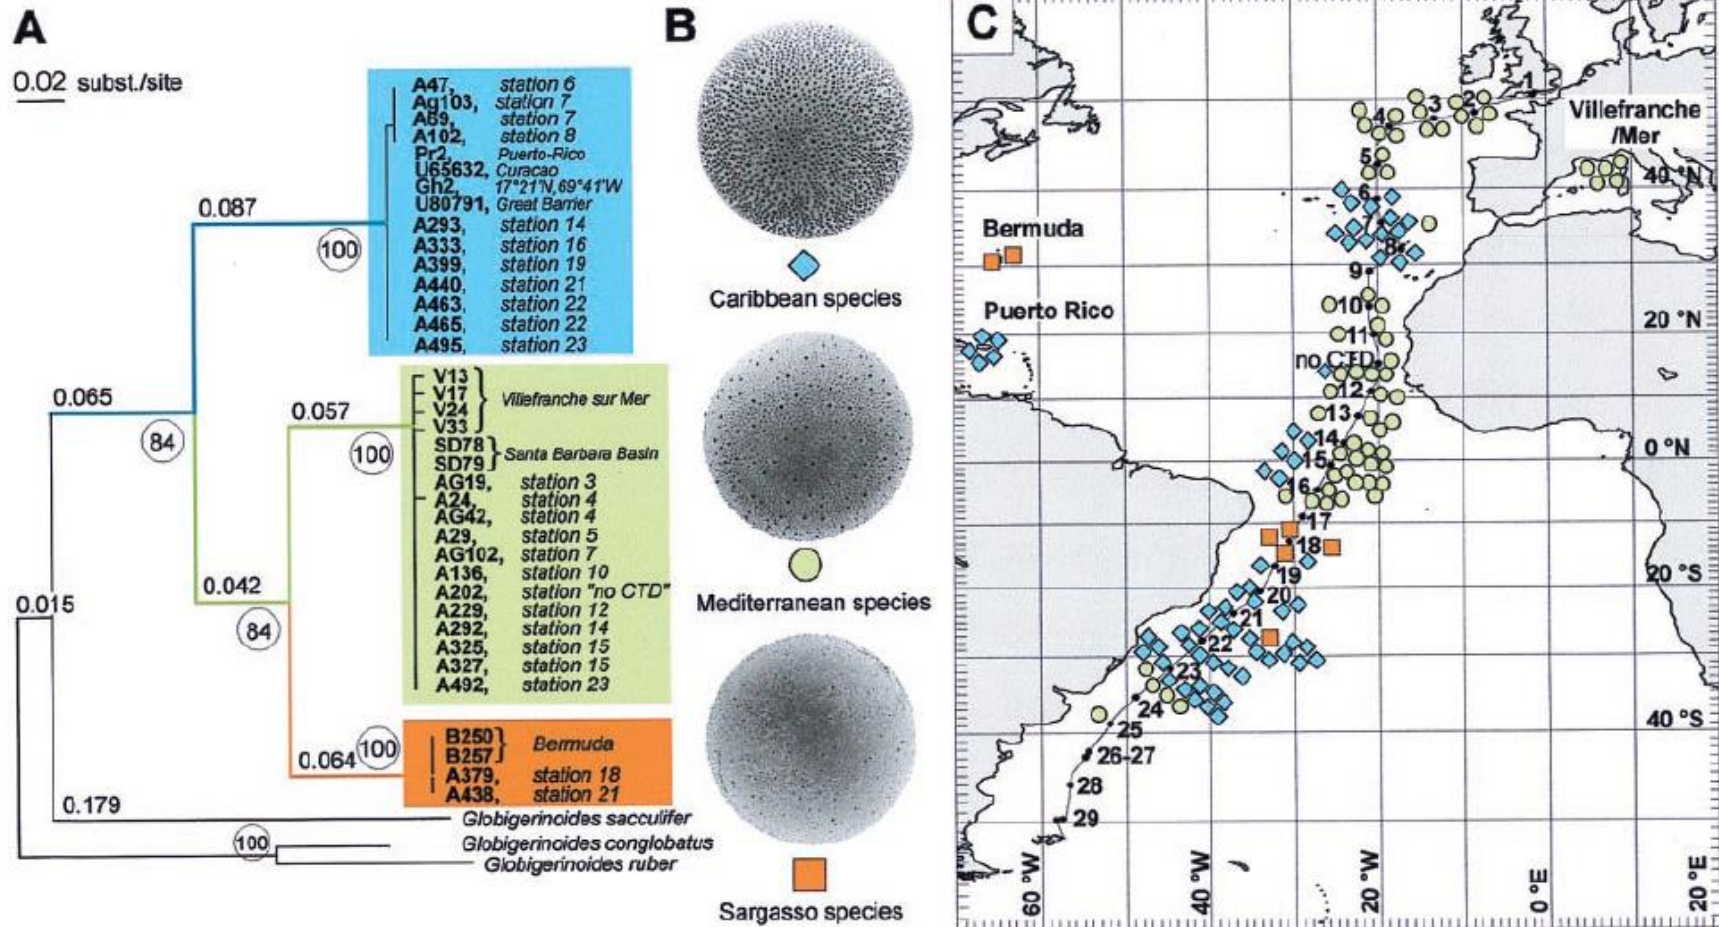 A
0.02 subst./site
A47, station 6
Ag103, station 7
A69, station 7
A102, station 8
Pr2, Puerto-Rico
U65632, Curacao
Gh2, 17°21'N,69°41'W
U80791, Great Barrier
A293, station 14
A333, station 16
A399, station 19
A440, station 21
A463, station 22
A465, station 22
A495, station 23
0.087
100
0.065
84
0.057
100
V13
V17
V24
V33
Villefranche sur Mer
SD78
SD79
Santa Barbara Basin
AG19, station 3
A24, station 4
AG42, station 4
A29, station 5
AG102, station 7
A136, station 10
A202, station "no CTD"
A229, station 12
A292, station 14
A325, station 15
A327, station 15
A492, station 23
0.042
84
0.015
0.064
100
B250
B257
Bermuda
A379, station 18
A438, station 21
0.179
Globigerinoides sacculifer
100
Globigerinoides conglobatus
Globigerinoides ruber
B
Caribbean species
Mediterranean species
Sargasso species
C
1
2
3
4
5
6
7
8
9
10
11
no CTD
12
13
14
15
16
17
18
19
20
21
22
23
24
25
26-27
28
29
Villefranche
/Mer
Bermuda
Puerto Rico
40 °N
20 °N
0 °N
20 °S
40 °S
60 °W
40 °W
20 °W
0 °E
20 °E